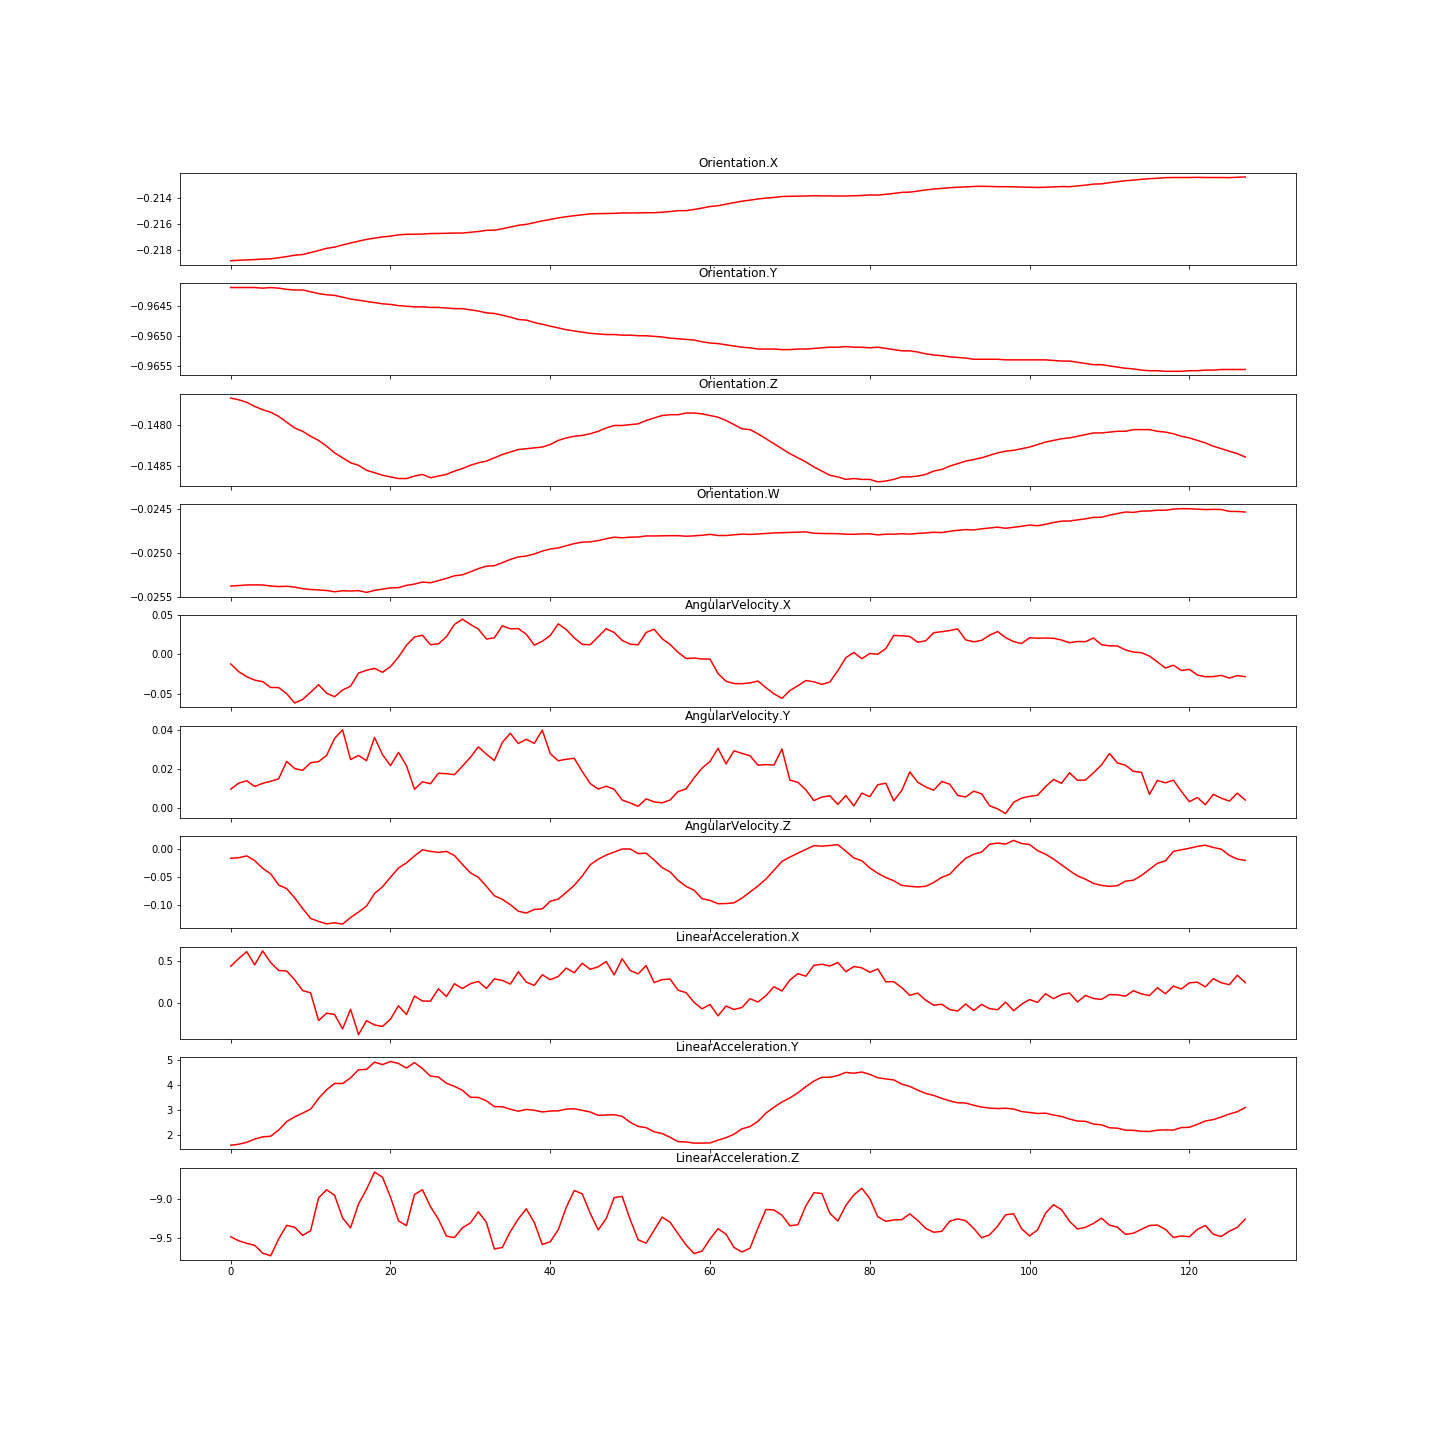 Orientation.X
−0.214
−0.216
−0.218
Orientation.Y
−0.9645
−0.9650
−0.9655
Orientation.Z
−0.1480
−0.1485
Orientation.W
−0.0245
−0.0250
−0.0255
AngularVelocity.X
0.05
0.00
−0.05
AngularVelocity.Y
0.04
0.02
0.00
AngularVelocity.Z
0.00
−0.05
−0.10
LinearAcceleration.X
0.5
0.0
LinearAcceleration.Y
5
4
3
2
LinearAcceleration.Z
−9.0
−9.5
0 20 40 60 80 100 120